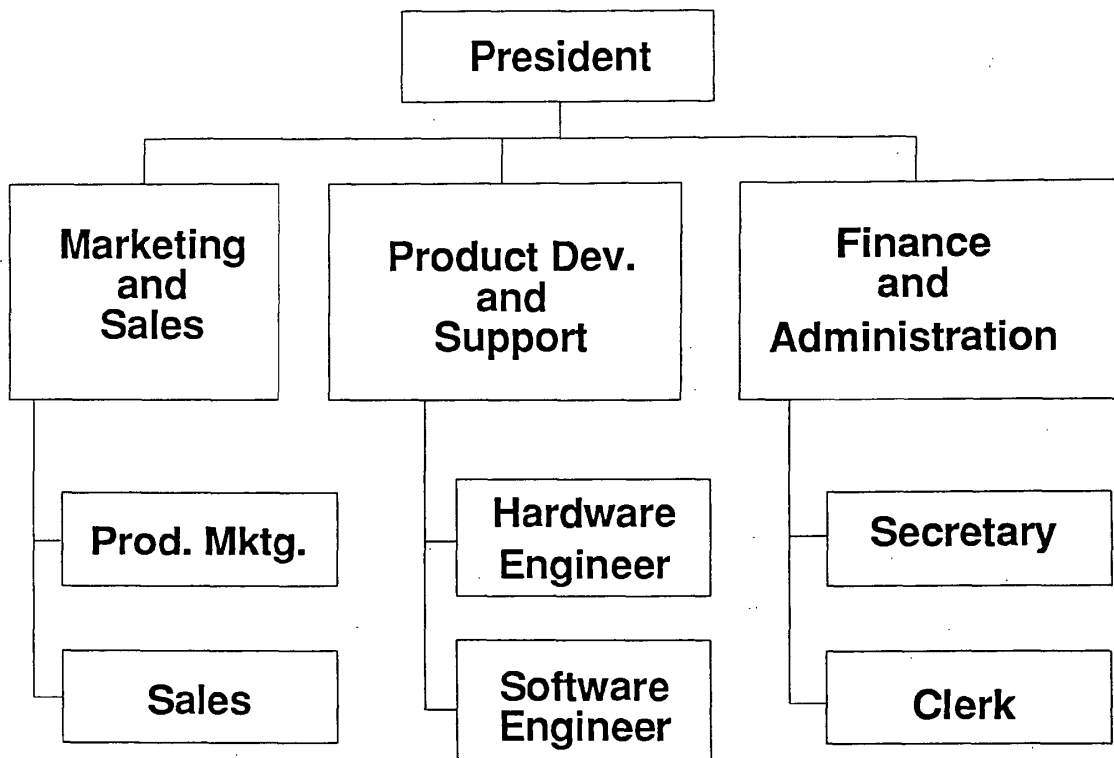 President
Marketing
and
Sales
Product Dev.
and
Support
Finance
and
Administration
Prod. Mktg.
Hardware
Engineer
Secretary
Sales
Software
Engineer
Clerk